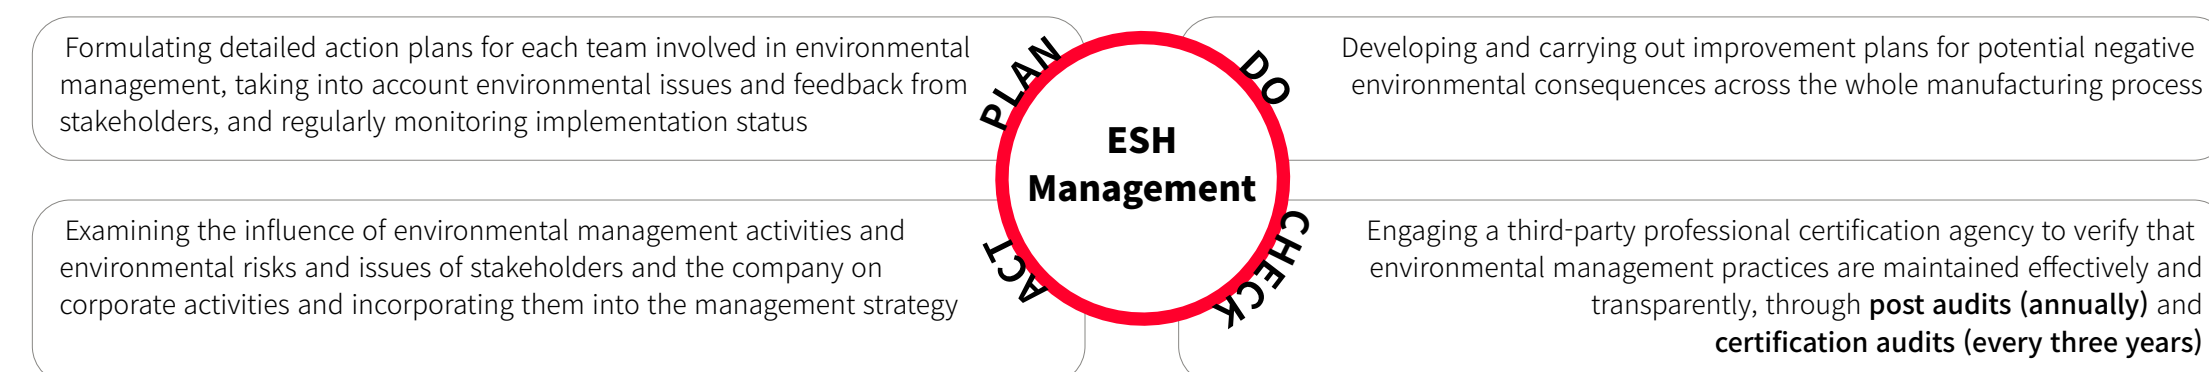 Formulating detailed action plans for each team involved in environmental
management, taking into account environmental issues and feedback from
stakeholders, and regularly monitoring implementation status
PLAN
DO
Developing and carrying out improvement plans for potential negative
environmental consequences across the whole manufacturing process
ESH
Management
Examining the influence of environmental management activities and
environmental risks and issues of stakeholders and the company on
corporate activities and incorporating them into the management strategy
ACT
CHECK
Engaging a third-party professional certification agency to verify that
environmental management practices are maintained effectively and
transparently, through post audits (annually) and
certification audits (every three years)